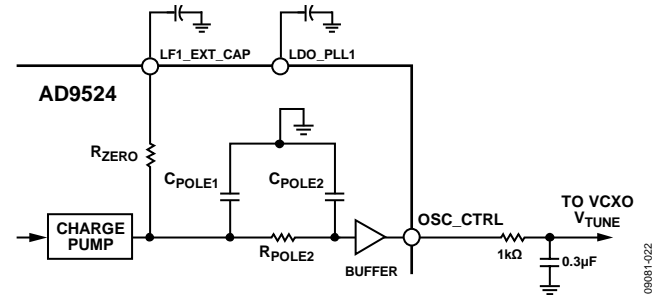 LF1_EXT_CAP
LDO_PLL1
AD9524
RZERO
CPOLE1
CPOLE2
OSC_CTRL
TO VCXO
VTUNE
CHARGE
PUMP
RPOLE2
BUFFER
1kΩ
0.3µF
09081-022